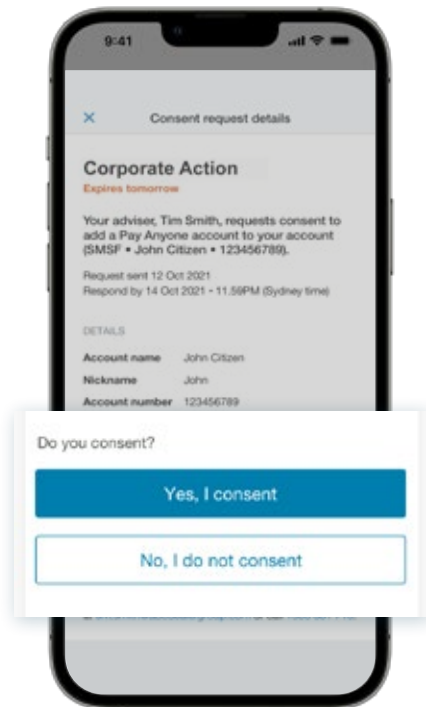 9:41
Consent request details
Corporate Action
Expires tomorrow
Your adviser, Tim Smith, requests consent to
add a Pay Anyone account to your account
(SMSF • John Citizen • 123456789).
Request sent 12 Oct 2021
Respond by 14 Oct 2021 - 11.59PM (Sydney time)
DETAILS
Account name John Citizen
Nickname John
Account number 123456789
Do you consent?
Yes, I consent
No, I do not consent